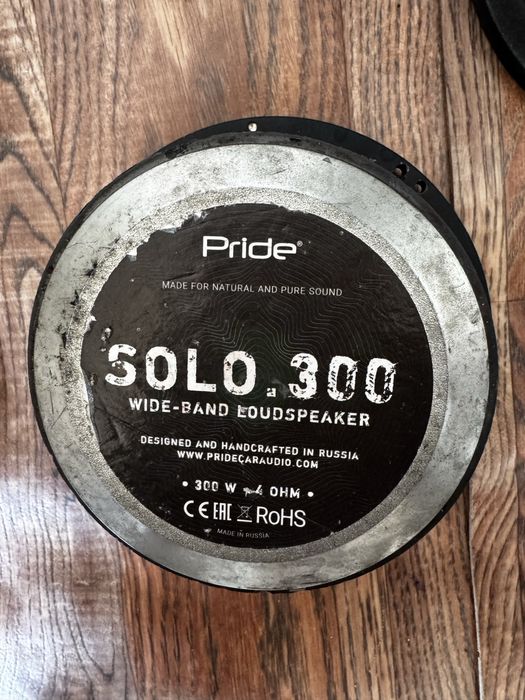 Pride®
MADE FOR NATURAL AND PURE SOUND
SOLO.300
WIDE-BAND LOUDSPEAKER
DESIGNED AND HANDCRAFTED IN RUSSIA
WWW.PRIDECARAUDIO.COM
• 300 W OHM •
CE EAC RoHS
MADE IN RUSSIA